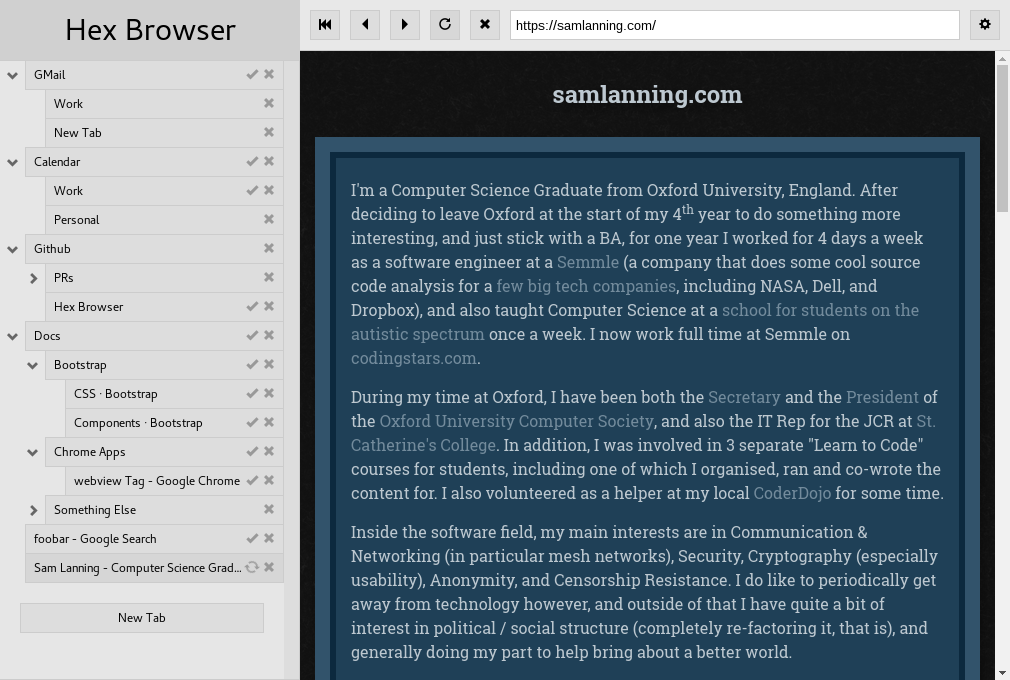 Hex Browser
https://samlanning.com/
GMail
Work
New Tab
Calendar
Work
Personal
Github
PRs
Hex Browser
Docs
Bootstrap
CSS · Bootstrap
Components · Bootstrap
Chrome Apps
webview Tag - Google Chrome
Something Else
foobar - Google Search
Sam Lanning - Computer Science Grad...
New Tab
samlanning.com
I'm a Computer Science Graduate from Oxford University, England. After
deciding to leave Oxford at the start of my 4th year to do something more
interesting, and just stick with a BA, for one year I worked for 4 days a week
as a software engineer at a Semmle (a company that does some cool source
code analysis for a few big tech companies, including NASA, Dell, and
Dropbox), and also taught Computer Science at a school for students on the
autistic spectrum once a week. I now work full time at Semmle on
codingstars.com.
During my time at Oxford, I have been both the Secretary and the President of
the Oxford University Computer Society, and also the IT Rep for the JCR at St.
Catherine's College. In addition, I was involved in 3 separate "Learn to Code"
courses for students, including one of which I organised, ran and co-wrote the
content for. I also volunteered as a helper at my local CoderDojo for some time.
Inside the software field, my main interests are in Communication &
Networking (in particular mesh networks), Security, Cryptography (especially
usability), Anonymity, and Censorship Resistance. I do like to periodically get
away from technology however, and outside of that I have quite a bit of
interest in political / social structure (completely re-factoring it, that is), and
generally doing my part to help bring about a better world.